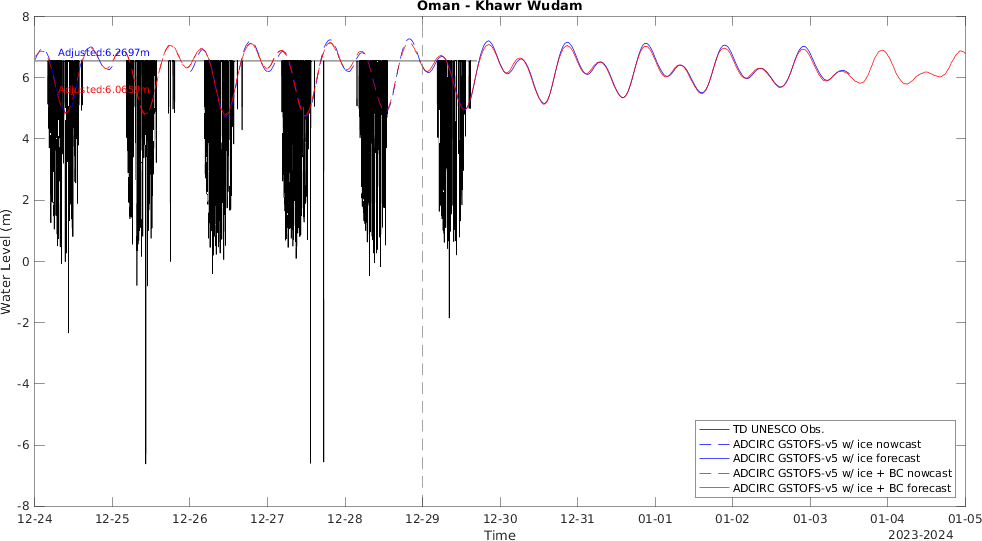 Oman - Khawr Wudam
8
6
4
2
0
-2
-4
-6
-8
Water Level (m)
Adjusted:6.2697m
TD UNESCO Obs.
ADCIRC GSTOFS-v5 w/ ice nowcast
ADCIRC GSTOFS-v5 w/ ice forecast
ADCIRC GSTOFS-v5 w/ ice + BC nowcast
ADCIRC GSTOFS-v5 w/ ice + BC forecast
12-24 12-25 12-26 12-27 12-28 12-29 12-30 12-31 01-01 01-02 01-03 01-04 01-05
Time
2023-2024